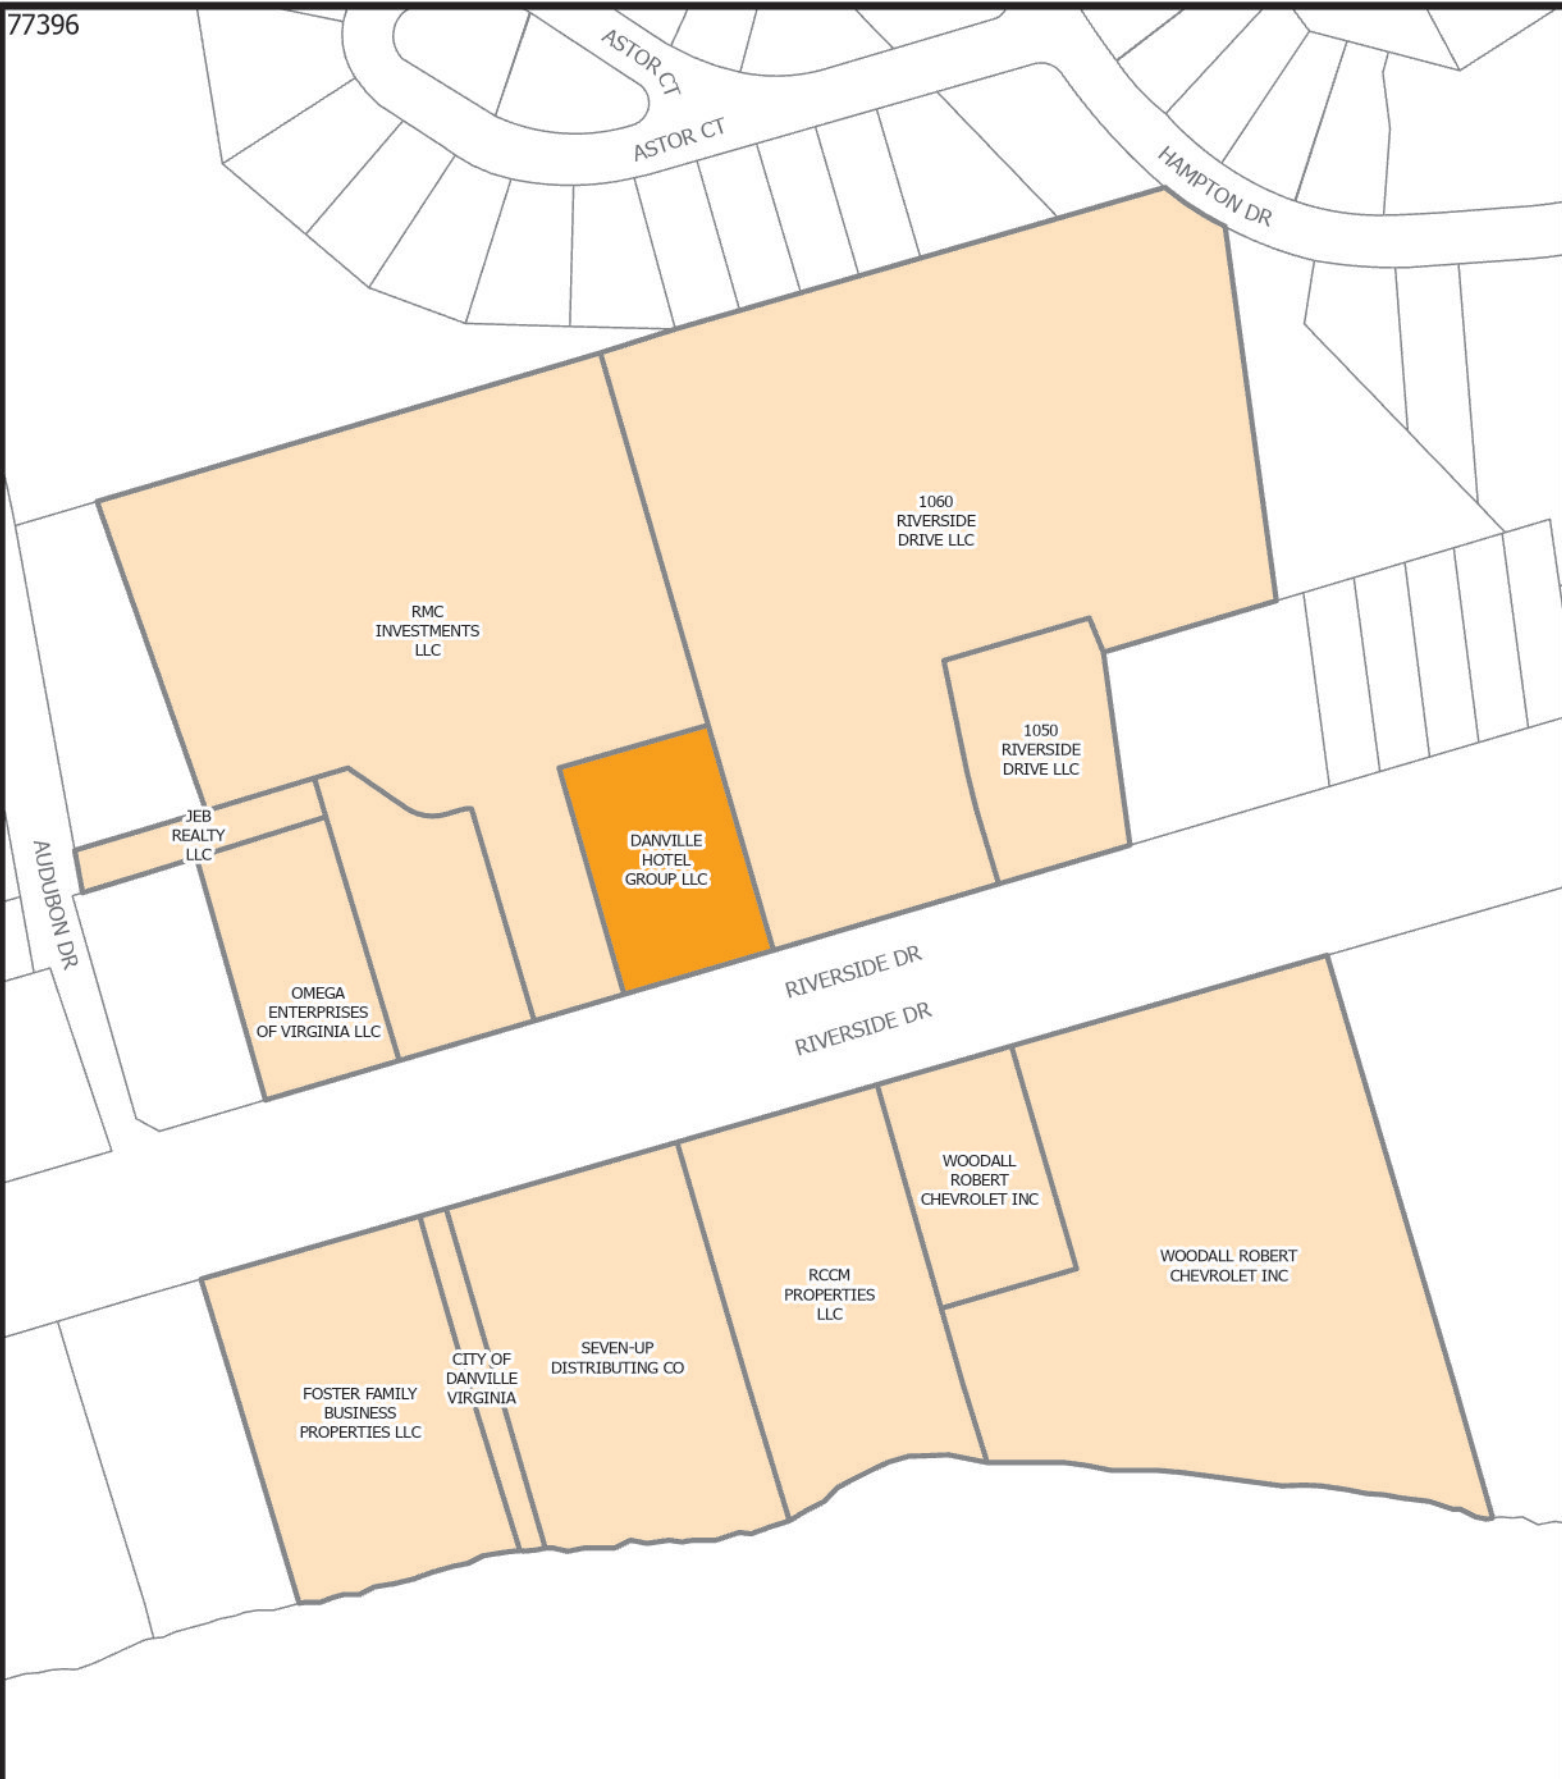 77396
ASTOR CT
ASTOR CT
HAMPTON DR
1060
RIVERSIDE
DRIVE LLC
RMC
INVESTMENTS
LLC
1050
RIVERSIDE
DRIVE LLC
JEB
REALTY
LLC
DANVILLE
HOTEL
GROUP LLC
AUDUBON DR
OMEGA
ENTERPRISES
OF VIRGINIA LLC
RIVERSIDE DR
RIVERSIDE DR
WOODALL
ROBERT
CHEVROLET INC
WOODALL ROBERT
CHEVROLET INC
RCCM
PROPERTIES
LLC
SEVEN-UP
DISTRIBUTING CO
CITY OF
DANVILLE
VIRGINIA
FOSTER FAMILY
BUSINESS
PROPERTIES LLC